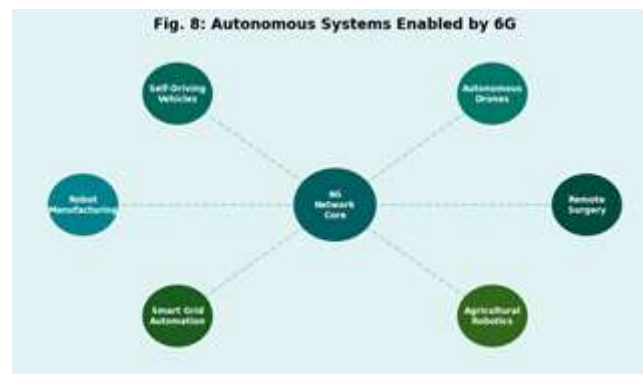 Fig. 8: Autonomous Systems Enabled by 6G
Self-Driving
Vehicles
Autonomous
Drones
Robot
Manufacturing
6G
Network
Core
Remote
Surgery
Smart Grid
Automation
Agricultural
Robotics